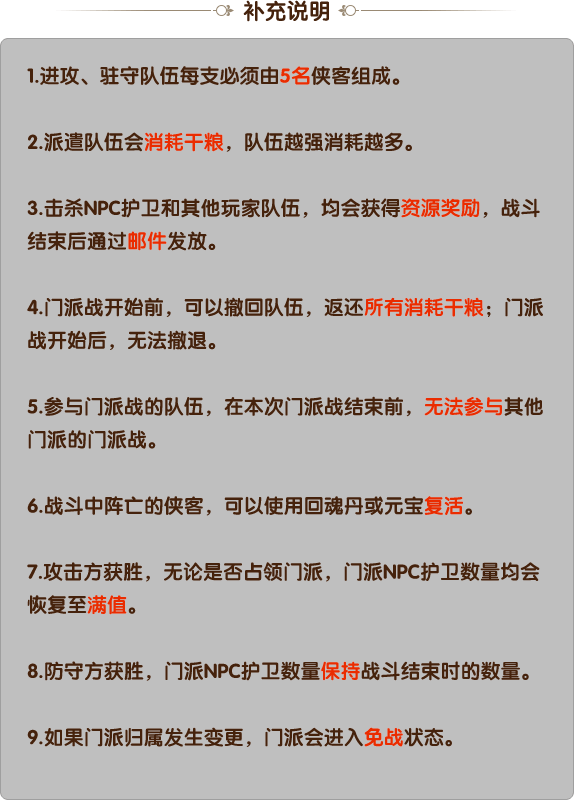 补充说明
1.进攻、驻守队伍每支必须由5名侠客组成。
2.派遣队伍会消耗干粮，队伍越强消耗越多。
3.击杀NPC护卫和其他玩家队伍，均会获得资源奖励，战斗
结束后通过邮件发放。
4.门派战开始前，可以撤回队伍，返还所有消耗干粮；门派
战开始后，无法撤退。
5.参与门派战的队伍，在本次门派战结束前，无法参与其他
门派的门派战。
6.战斗中阵亡的侠客，可以使用回魂丹或元宝复活。
7.攻击方获胜，无论是否占领门派，门派NPC护卫数量均会
恢复至满值。
8.防守方获胜，门派NPC护卫数量保持战斗结束时的数量。
9.如果门派归属发生变更，门派会进入免战状态。